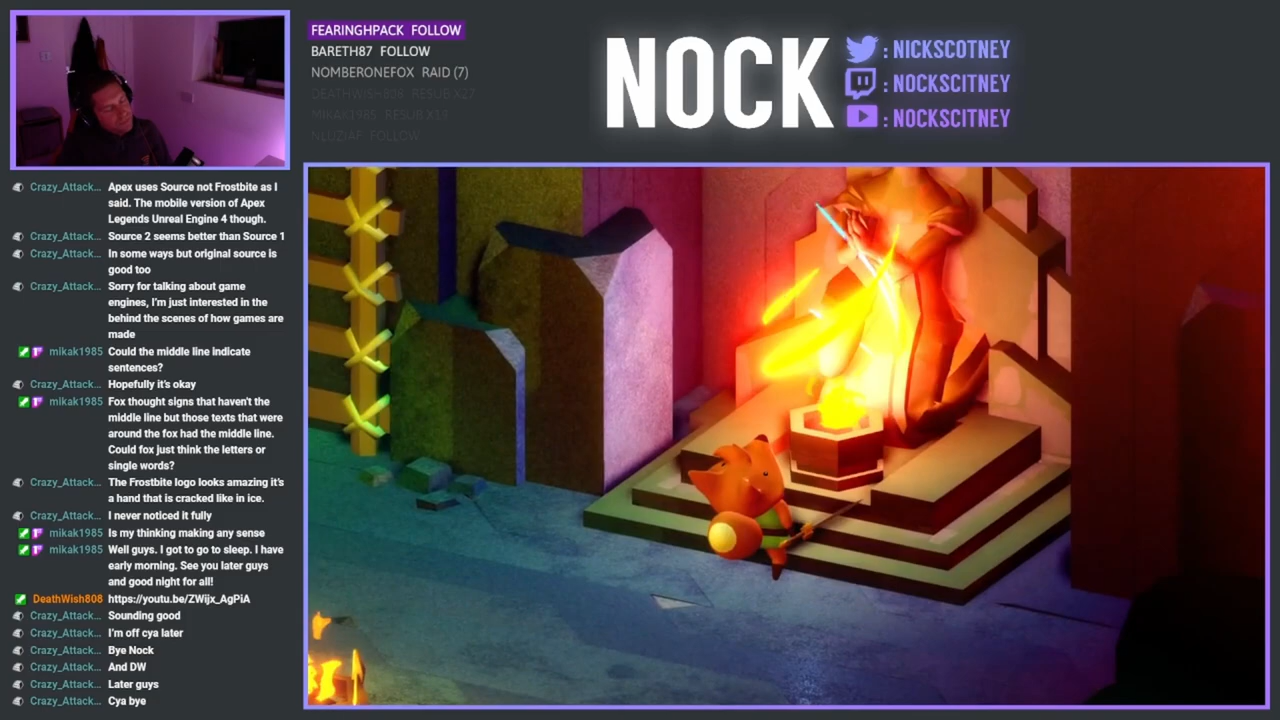 FEARINGHPACK FOLLOW
BARETH87 FOLLOW
NOMBERONEFOX RAID (7)
DEATHWISH808 RESUB X27
MIKAK1985 RESUB X19
NLUZJAF FOLLOW
NOCK
: NICKSCOTNEY
: NOCKSCITNEY
: NOCKSCITNEY
Crazy_Attack... Apex uses Source not Frostbite as I
said. The mobile version of Apex
Legends Unreal Engine 4 though.
Crazy_Attack... Source 2 seems better than Source 1
Crazy_Attack... In some ways but original source is
good too
Crazy_Attack... Sorry for talking about game
engines, I'm just interested in the
behind the scenes of how games are
made
mikak1985 Could the middle line indicate
sentences?
Crazy_Attack... Hopefully it's okay
mikak1985 Fox thought signs that haven't the
middle line but those texts that were
around the fox had the middle line.
Could fox just think the letters or
single words?
Crazy_Attack... The Frostbite logo looks amazing it's
a hand that is cracked like in ice.
Crazy_Attack... I never noticed it fully
mikak1985 Is my thinking making any sense
mikak1985 Well guys. I got to go to sleep. I have
early morning. See you later guys
and good night for all!
DeathWish808 https://youtu.be/ZWijx_AgPiA
Crazy_Attack... Sounding good
Crazy_Attack... I'm off cya later
Crazy_Attack... Bye Nock
Crazy_Attack... And DW
Crazy_Attack... Later guys
Crazy_Attack... Cya bye